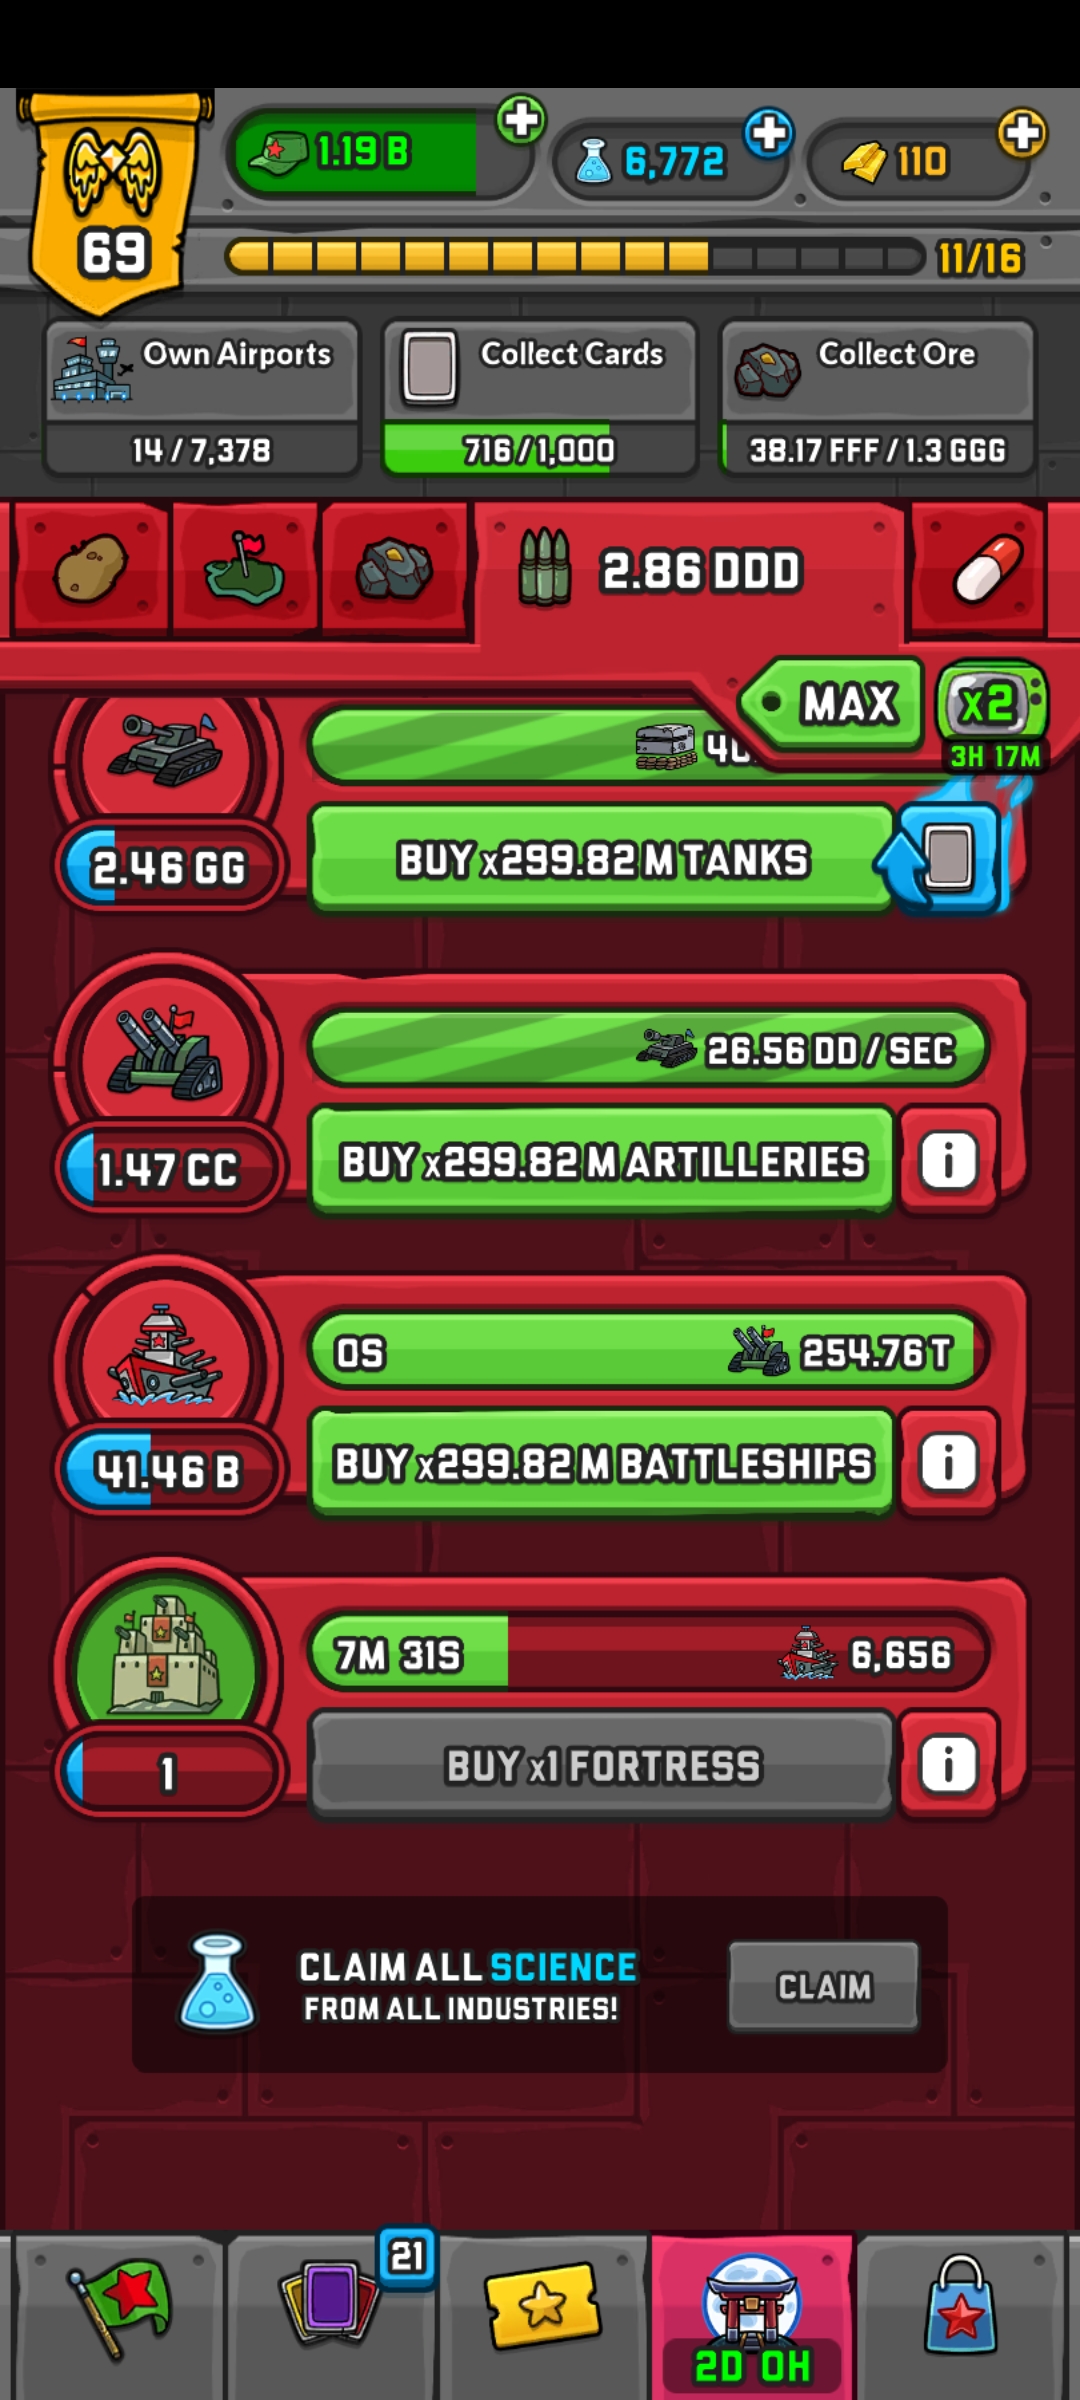 69
1.19 B
6,772
110
11/16
Own Airports
14 / 7,378
Collect Cards
716 / 1,000
Collect Ore
38.17 FFF / 1.3 GGG
2.86 DDD
MAX
x2
3H 17M
2.46 GG
BUY x299.82 M TANKS
26.56 DD / SEC
1.47 CC
BUY x299.82 M ARTILLERIES
i
0S
254.76 T
41.46 B
BUY x299.82 M BATTLESHIPS
i
7M 31S
6,656
1
BUY x1 FORTRESS
i
CLAIM ALL SCIENCE
FROM ALL INDUSTRIES!
CLAIM
21
2D 0H